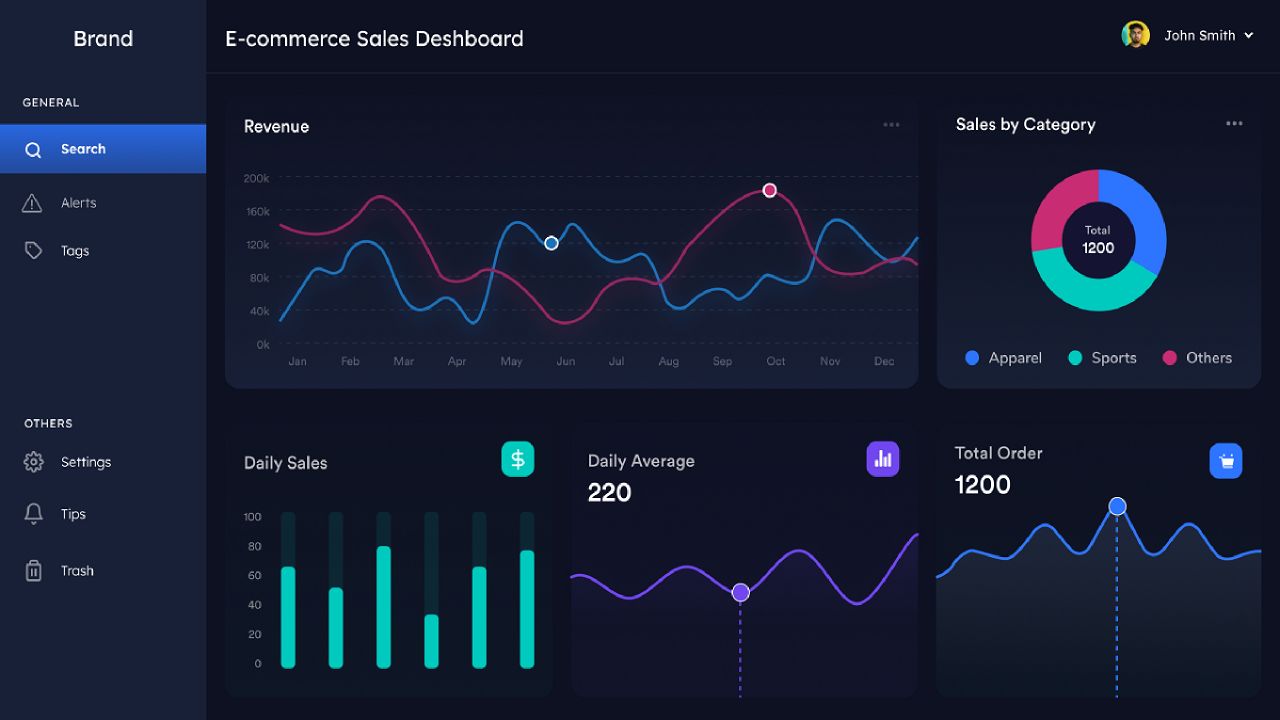 Brand
E-commerce Sales Deshboard
John Smith
GENERAL
Search
Alerts
Tags
OTHERS
Settings
Tips
Trash
Revenue
200k
160k
120k
80k
40k
0k
Jan Feb Mar Apr May Jun Jul Aug Sep Oct Nov Dec
Sales by Category
Total
1200
Apparel Sports Others
Daily Sales
$
100
80
60
40
20
0
Daily Average
220
Total Order
1200